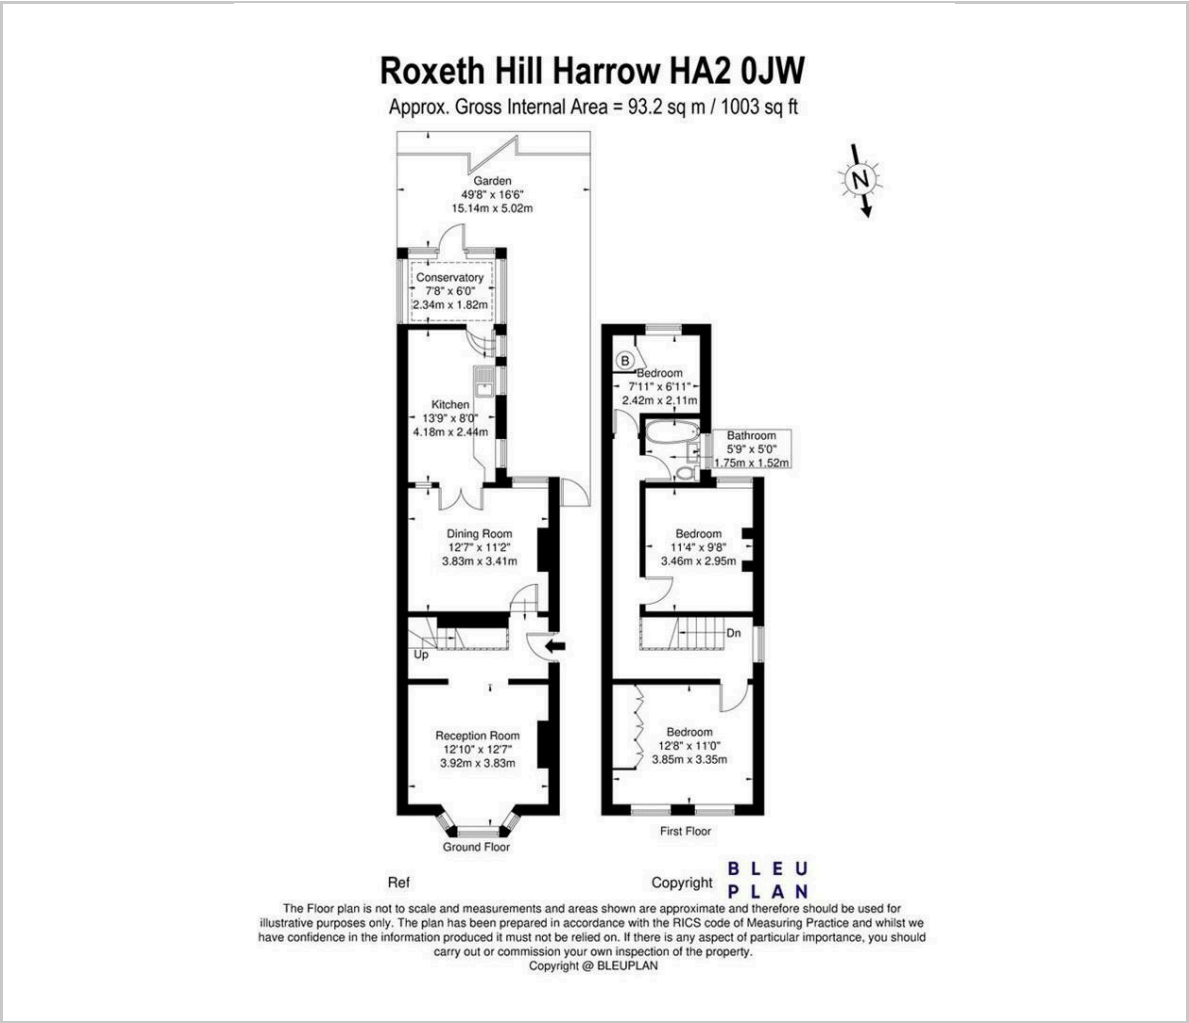 Roxeth Hill Harrow HA2 0JW
Approx. Gross Internal Area = 93.2 sq m / 1003 sq ft
N
Garden
49'8" x 16'6"
15.14m x 5.02m
Conservatory
7'8" x 6'0"
2.34m x 1.82m
Kitchen
13'9" x 8'0"
4.18m x 2.44m
Dining Room
12'7" x 11'2"
3.83m x 3.41m
Up
Reception Room
12'10" x 12'7"
3.92m x 3.83m
Ground Floor
B
Bedroom
7'11" x 6'11"
2.42m x 2.11m
Bathroom
5'9" x 5'0"
1.75m x 1.52m
Bedroom
11'4" x 9'8"
3.46m x 2.95m
Dn
Bedroom
12'8" x 11'0"
3.85m x 3.35m
First Floor
Ref
Copyright
BLEU
PLAN
The Floor plan is not to scale and measurements and areas shown are approximate and therefore should be used for
illustrative purposes only. The plan has been prepared in accordance with the RICS code of Measuring Practice and whilst we
have confidence in the information produced it must not be relied on. If there is any aspect of particular importance, you should
carry out or commission your own inspection of the property.
Copyright @ BLEUPLAN